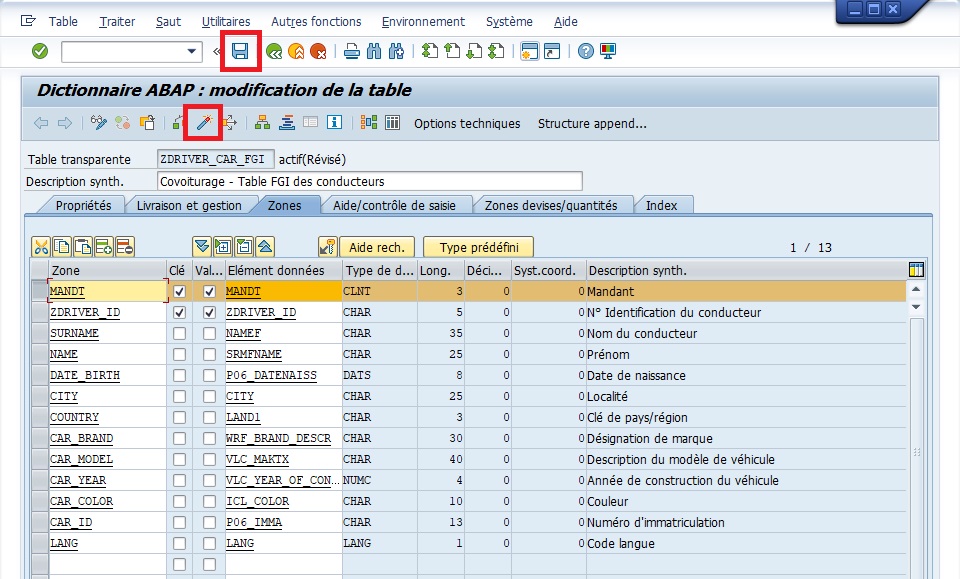 Table Traiter Saut Utilitaires Autres fonctions Environnement Système Aide
Dictionnaire ABAP : modification de la table
Options techniques Structure append...
Table transparente ZDRIVER_CAR_FGI actif(Révisé)
Description synth. Covoiturage - Table FGI des conducteurs
Propriétés Livraison et gestion Zones Aide/contrôle de saisie Zones devises/quantités Index
Aide rech. Type prédéfini 1 / 13
Zone Clé Val... Elément données Type de d... Long. Déci... Syst.coord. Description synth.
MANDT MANDT CLNT 3 0 0 Mandant
ZDRIVER_ID ZDRIVER_ID CHAR 5 0 0 N° Identification du conducteur
SURNAME NAMEF CHAR 35 0 0 Nom du conducteur
NAME SRMFNAME CHAR 25 0 0 Prénom
DATE_BIRTH P06_DATENAISS DATS 8 0 0 Date de naissance
CITY CITY CHAR 25 0 0 Localité
COUNTRY LAND1 CHAR 3 0 0 Clé de pays/région
CAR_BRAND WRF_BRAND_DESCR CHAR 30 0 0 Désignation de marque
CAR_MODEL VLC_MAKTX CHAR 40 0 0 Description du modèle de véhicule
CAR_YEAR VLC_YEAR_OF_CON... NUMC 4 0 0 Année de construction du véhicule
CAR_COLOR ICL_COLOR CHAR 10 0 0 Couleur
CAR_ID P06_IMMA CHAR 13 0 0 Numéro d'immatriculation
LANG LANG LANG 1 0 0 Code langue